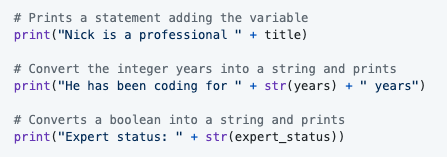 # Prints a statement adding the variable
print("Nick is a professional " + title)
# Convert the integer years into a string and prints
print("He has been coding for " + str(years) + " years")
# Converts a boolean into a string and prints
print("Expert status: " + str(expert_status))